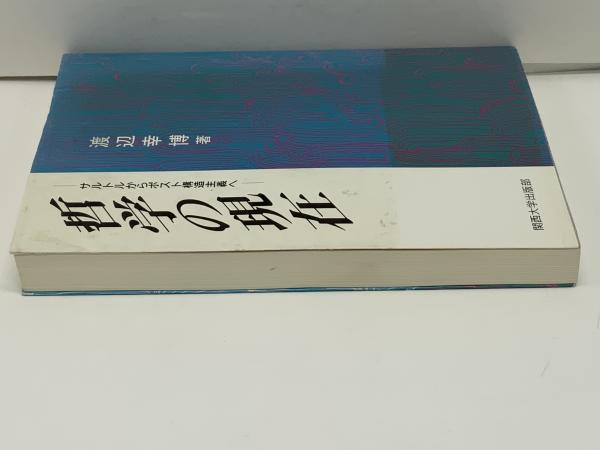 哲学の現在
―サルトルからポスト構造主義へ―
渡辺幸博 著
関西大学出版部